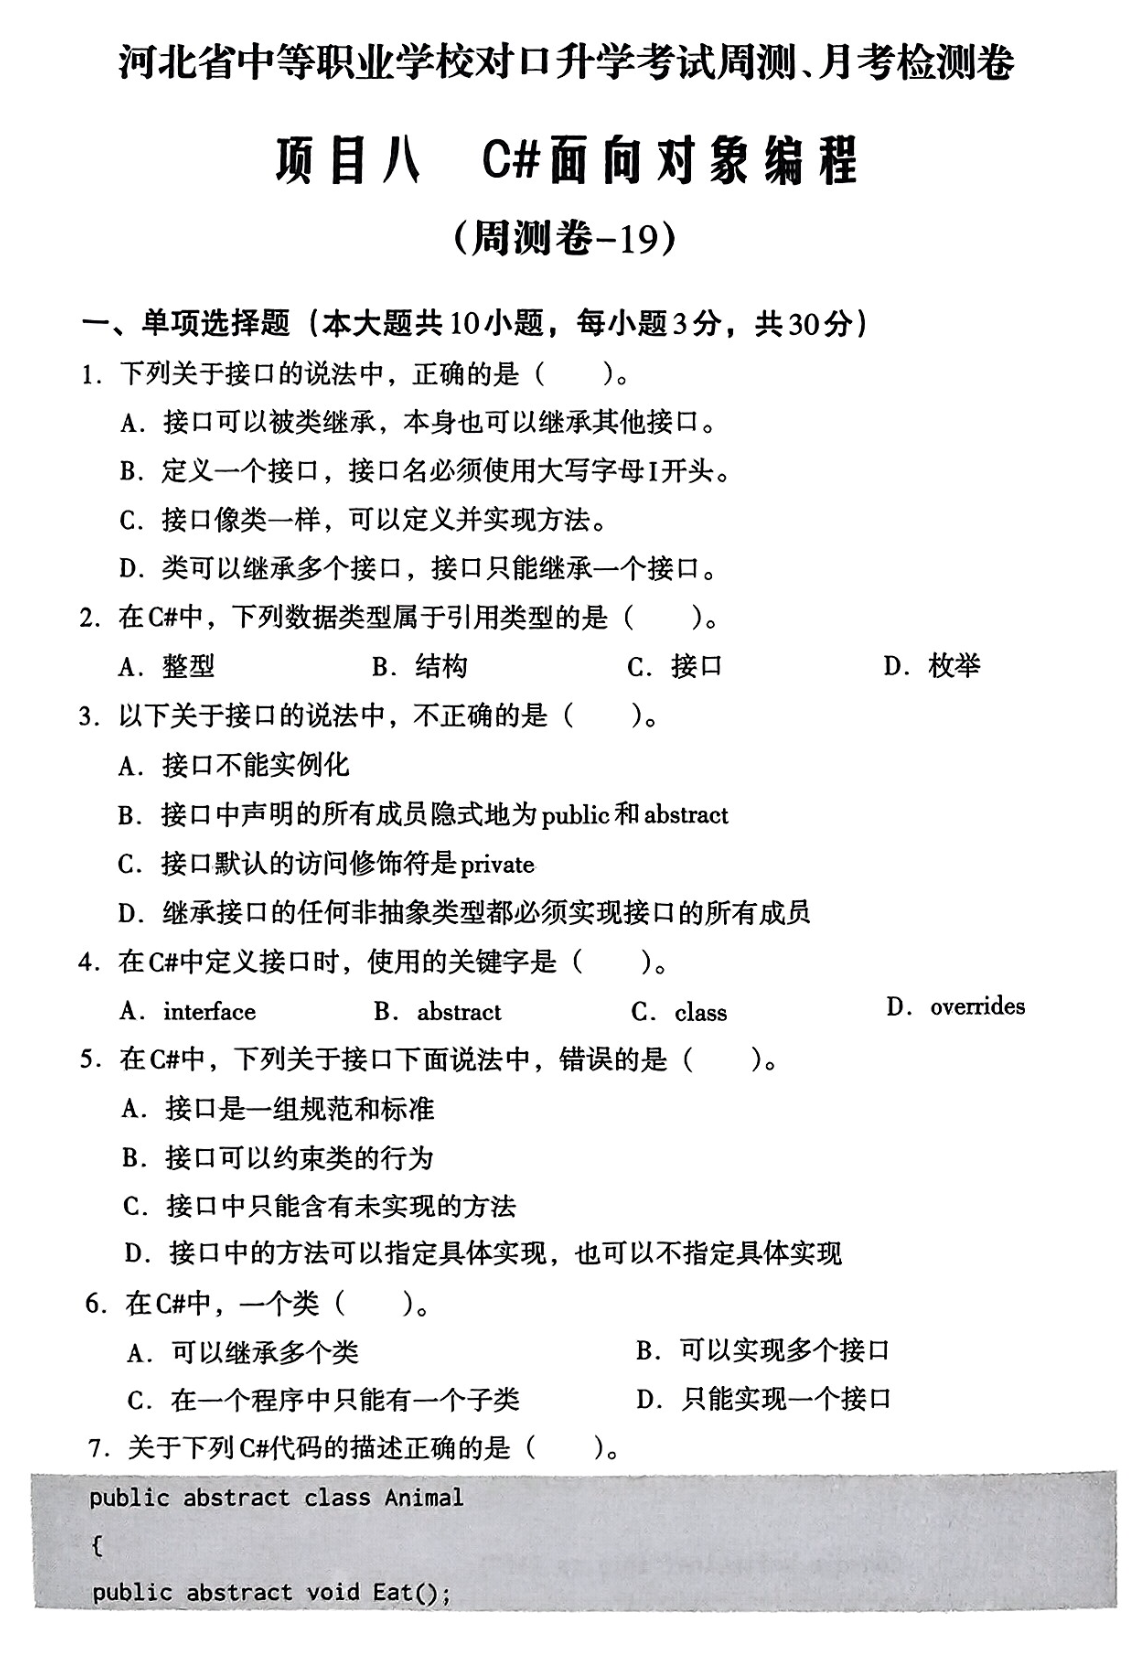 河北省中等职业学校对口升学考试周测、月考检测卷
项目八 C#面向对象编程
（周测卷-19）
一、单项选择题（本大题共10小题，每小题3分，共30分）
1. 下列关于接口的说法中，正确的是（ ）。
A. 接口可以被类继承，本身也可以继承其他接口。
B. 定义一个接口，接口名必须使用大写字母I开头。
C. 接口像类一样，可以定义并实现方法。
D. 类可以继承多个接口，接口只能继承一个接口。
2. 在C#中，下列数据类型属于引用类型的是（ ）。
A. 整型 B. 结构 C. 接口 D. 枚举
3. 以下关于接口的说法中，不正确的是（ ）。
A. 接口不能实例化
B. 接口中声明的所有成员隐式地为public和abstract
C. 接口默认的访问修饰符是private
D. 继承接口的任何非抽象类型都必须实现接口的所有成员
4. 在C#中定义接口时，使用的关键字是（ ）。
A. interface B. abstract C. class D. overrides
5. 在C#中，下列关于接口下面说法中，错误的是（ ）。
A. 接口是一组规范和标准
B. 接口可以约束类的行为
C. 接口中只能含有未实现的方法
D. 接口中的方法可以指定具体实现，也可以不指定具体实现
6. 在C#中，一个类（ ）。
A. 可以继承多个类 B. 可以实现多个接口
C. 在一个程序中只能有一个子类 D. 只能实现一个接口
7. 关于下列C#代码的描述正确的是（ ）。
public abstract class Animal
{
public abstract void Eat();